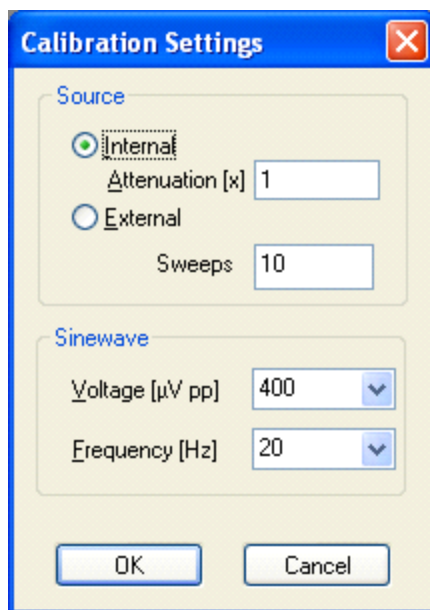 Calibration Settings
Source
Internal
Attenuation [x] 1
External
Sweeps 10
Sinewave
Voltage [µV pp] 400
Frequency [Hz] 20
OK Cancel